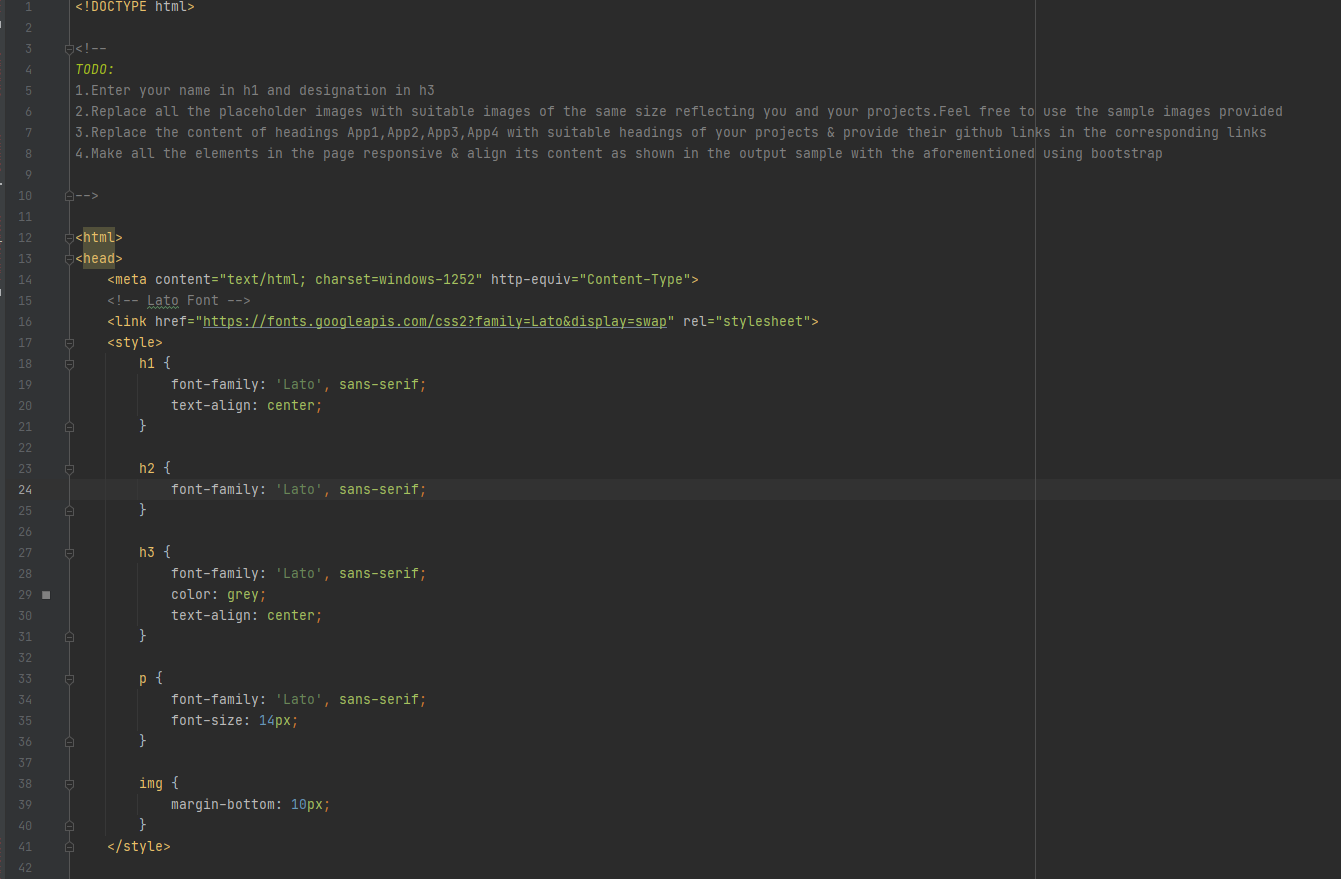 1 <!DOCTYPE html>
2
3 <!--
4 TODO:
5 1.Enter your name in h1 and designation in h3
6 2.Replace all the placeholder images with suitable images of the same size reflecting you and your projects.Feel free to use the sample images provided
7 3.Replace the content of headings App1,App2,App3,App4 with suitable headings of your projects & provide their github links in the corresponding links
8 4.Make all the elements in the page responsive & align its content as shown in the output sample with the aforementioned using bootstrap
9
10 -->
11
12 <html>
13 <head>
14     <meta content="text/html; charset=windows-1252" http-equiv="Content-Type">
15     <!-- Lato Font -->
16     <link href="https://fonts.googleapis.com/css2?family=Lato&display=swap" rel="stylesheet">
17     <style>
18         h1 {
19             font-family: 'Lato', sans-serif;
20             text-align: center;
21         }
22
23         h2 {
24             font-family: 'Lato', sans-serif;
25         }
26
27         h3 {
28             font-family: 'Lato', sans-serif;
29             color: grey;
30             text-align: center;
31         }
32
33         p {
34             font-family: 'Lato', sans-serif;
35             font-size: 14px;
36         }
37
38         img {
39             margin-bottom: 10px;
40         }
41     </style>
42